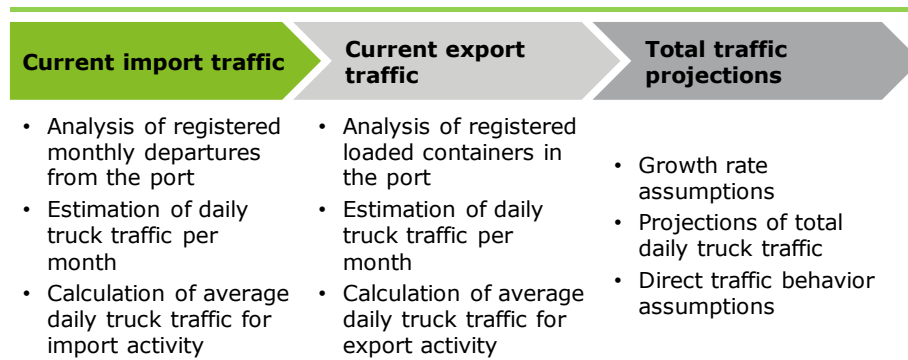 Current import traffic
• Analysis of registered
monthly departures
from the port
• Estimation of daily
truck traffic per
month
• Calculation of average
daily truck traffic for
import activity
Current export
traffic
• Analysis of registered
loaded containers in
the port
• Estimation of daily
truck traffic per
month
• Calculation of average
daily truck traffic for
export activity
Total traffic
projections
• Growth rate
assumptions
• Projections of total
daily truck traffic
• Direct traffic behavior
assumptions